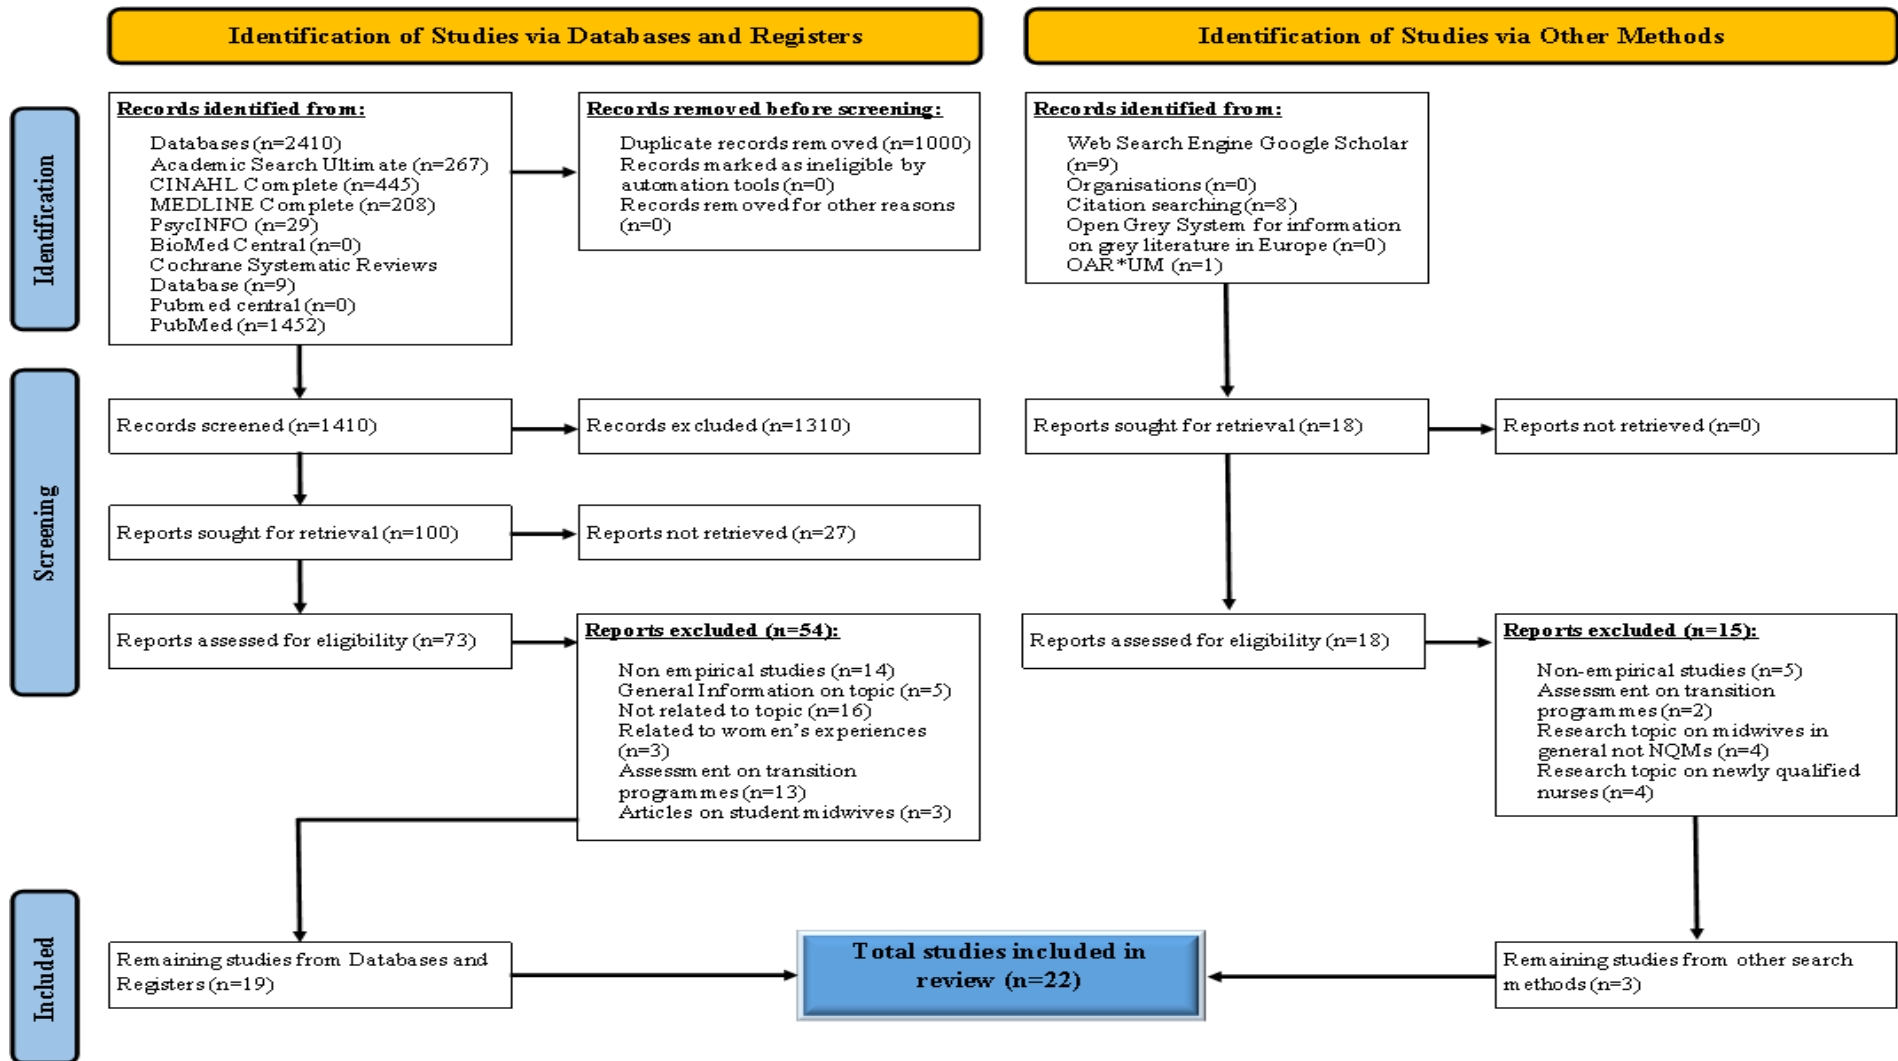 Identification of Studies via Databases and Registers
Identification of Studies via Other Methods
Identification
Records identified from:
Databases (n=2410)
Academic Search Ultimate (n=267)
CINAHL Complete (n=445)
MEDLINE Complete (n=208)
PsycINFO (n=29)
BioMed Central (n=0)
Cochrane Systematic Reviews
Database (n=9)
Pubmed central (n=0)
PubMed (n=1452)
Records removed before screening:
Duplicate records removed (n=1000)
Records marked as ineligible by
automation tools (n=0)
Records removed for other reasons
(n=0)
Records identified from:
Web Search Engine Google Scholar
(n=9)
Organisations (n=0)
Citation searching (n=8)
Open Grey System for information
on grey literature in Europe (n=0)
OAR*UM (n=1)
Screening
Records screened (n=1410)
Records excluded (n=1310)
Reports sought for retrieval (n=18)
Reports not retrieved (n=0)
Reports sought for retrieval (n=100)
Reports not retrieved (n=27)
Reports assessed for eligibility (n=73)
Reports excluded (n=54):
Non empirical studies (n=14)
General Information on topic (n=5)
Not related to topic (n=16)
Related to women's experiences
(n=3)
Assessment on transition
programmes (n=13)
Articles on student midwives (n=3)
Reports assessed for eligibility (n=18)
Reports excluded (n=15):
Non-empirical studies (n=5)
Assessment on transition
programmes (n=2)
Research topic on midwives in
general not NQMs (n=4)
Research topic on newly qualified
nurses (n=4)
Included
Remaining studies from Databases and
Registers (n=19)
Total studies included in
review (n=22)
Remaining studies from other search
methods (n=3)